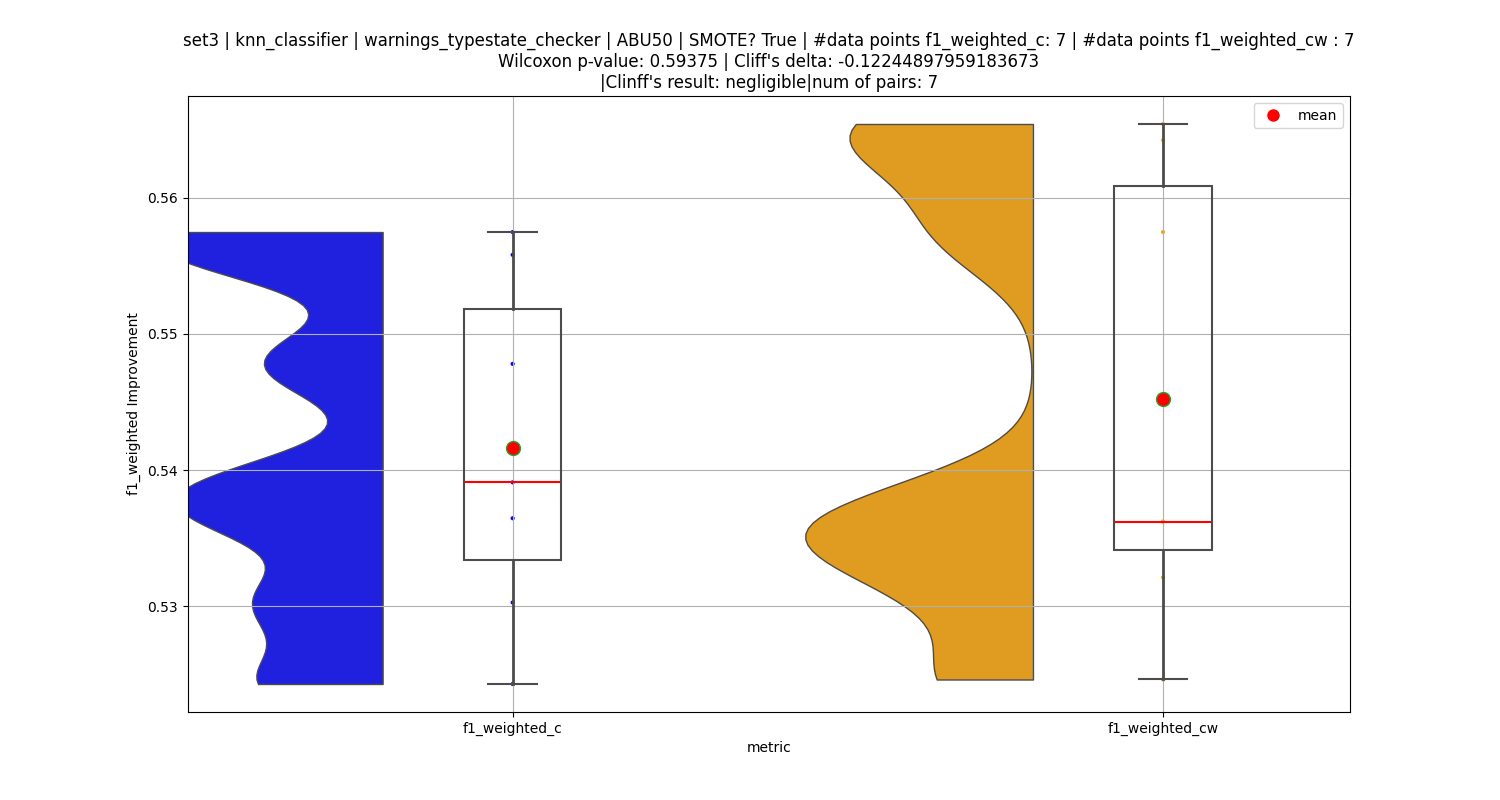 set3 | knn_classifier | warnings_typestate_checker | ABU50 | SMOTE? True | #data points f1_weighted_c: 7 | #data points f1_weighted_cw : 7
Wilcoxon p-value: 0.59375 | Cliff's delta: -0.12244897959183673
|Clinff's result: negligible|num of pairs: 7
mean
0.56
0.55
0.54
0.53
f1_weighted Improvement
f1_weighted_c
f1_weighted_cw
metric